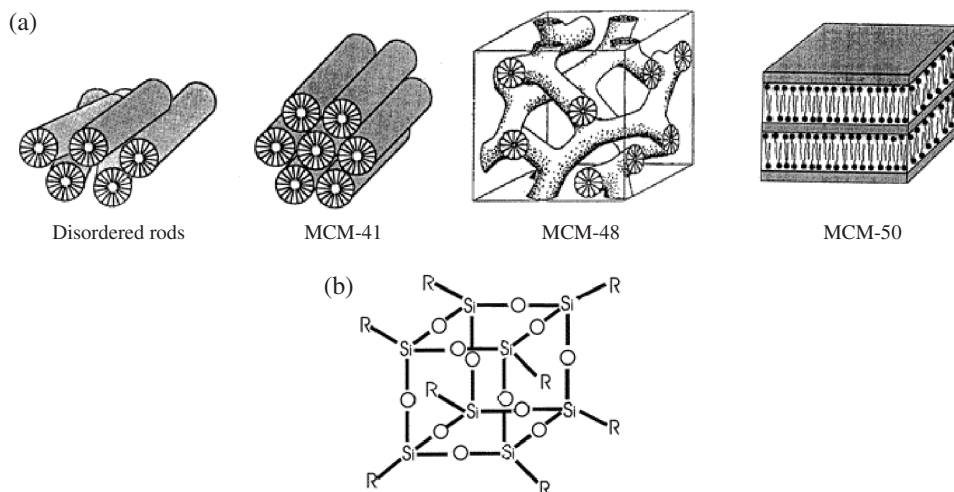 (a)
Disordered rods MCM-41 MCM-48 MCM-50
(b)
R R
Si O Si
R O O
Si O Si
O O
R R
O O
Si O Si
O O R
Si O Si
R R